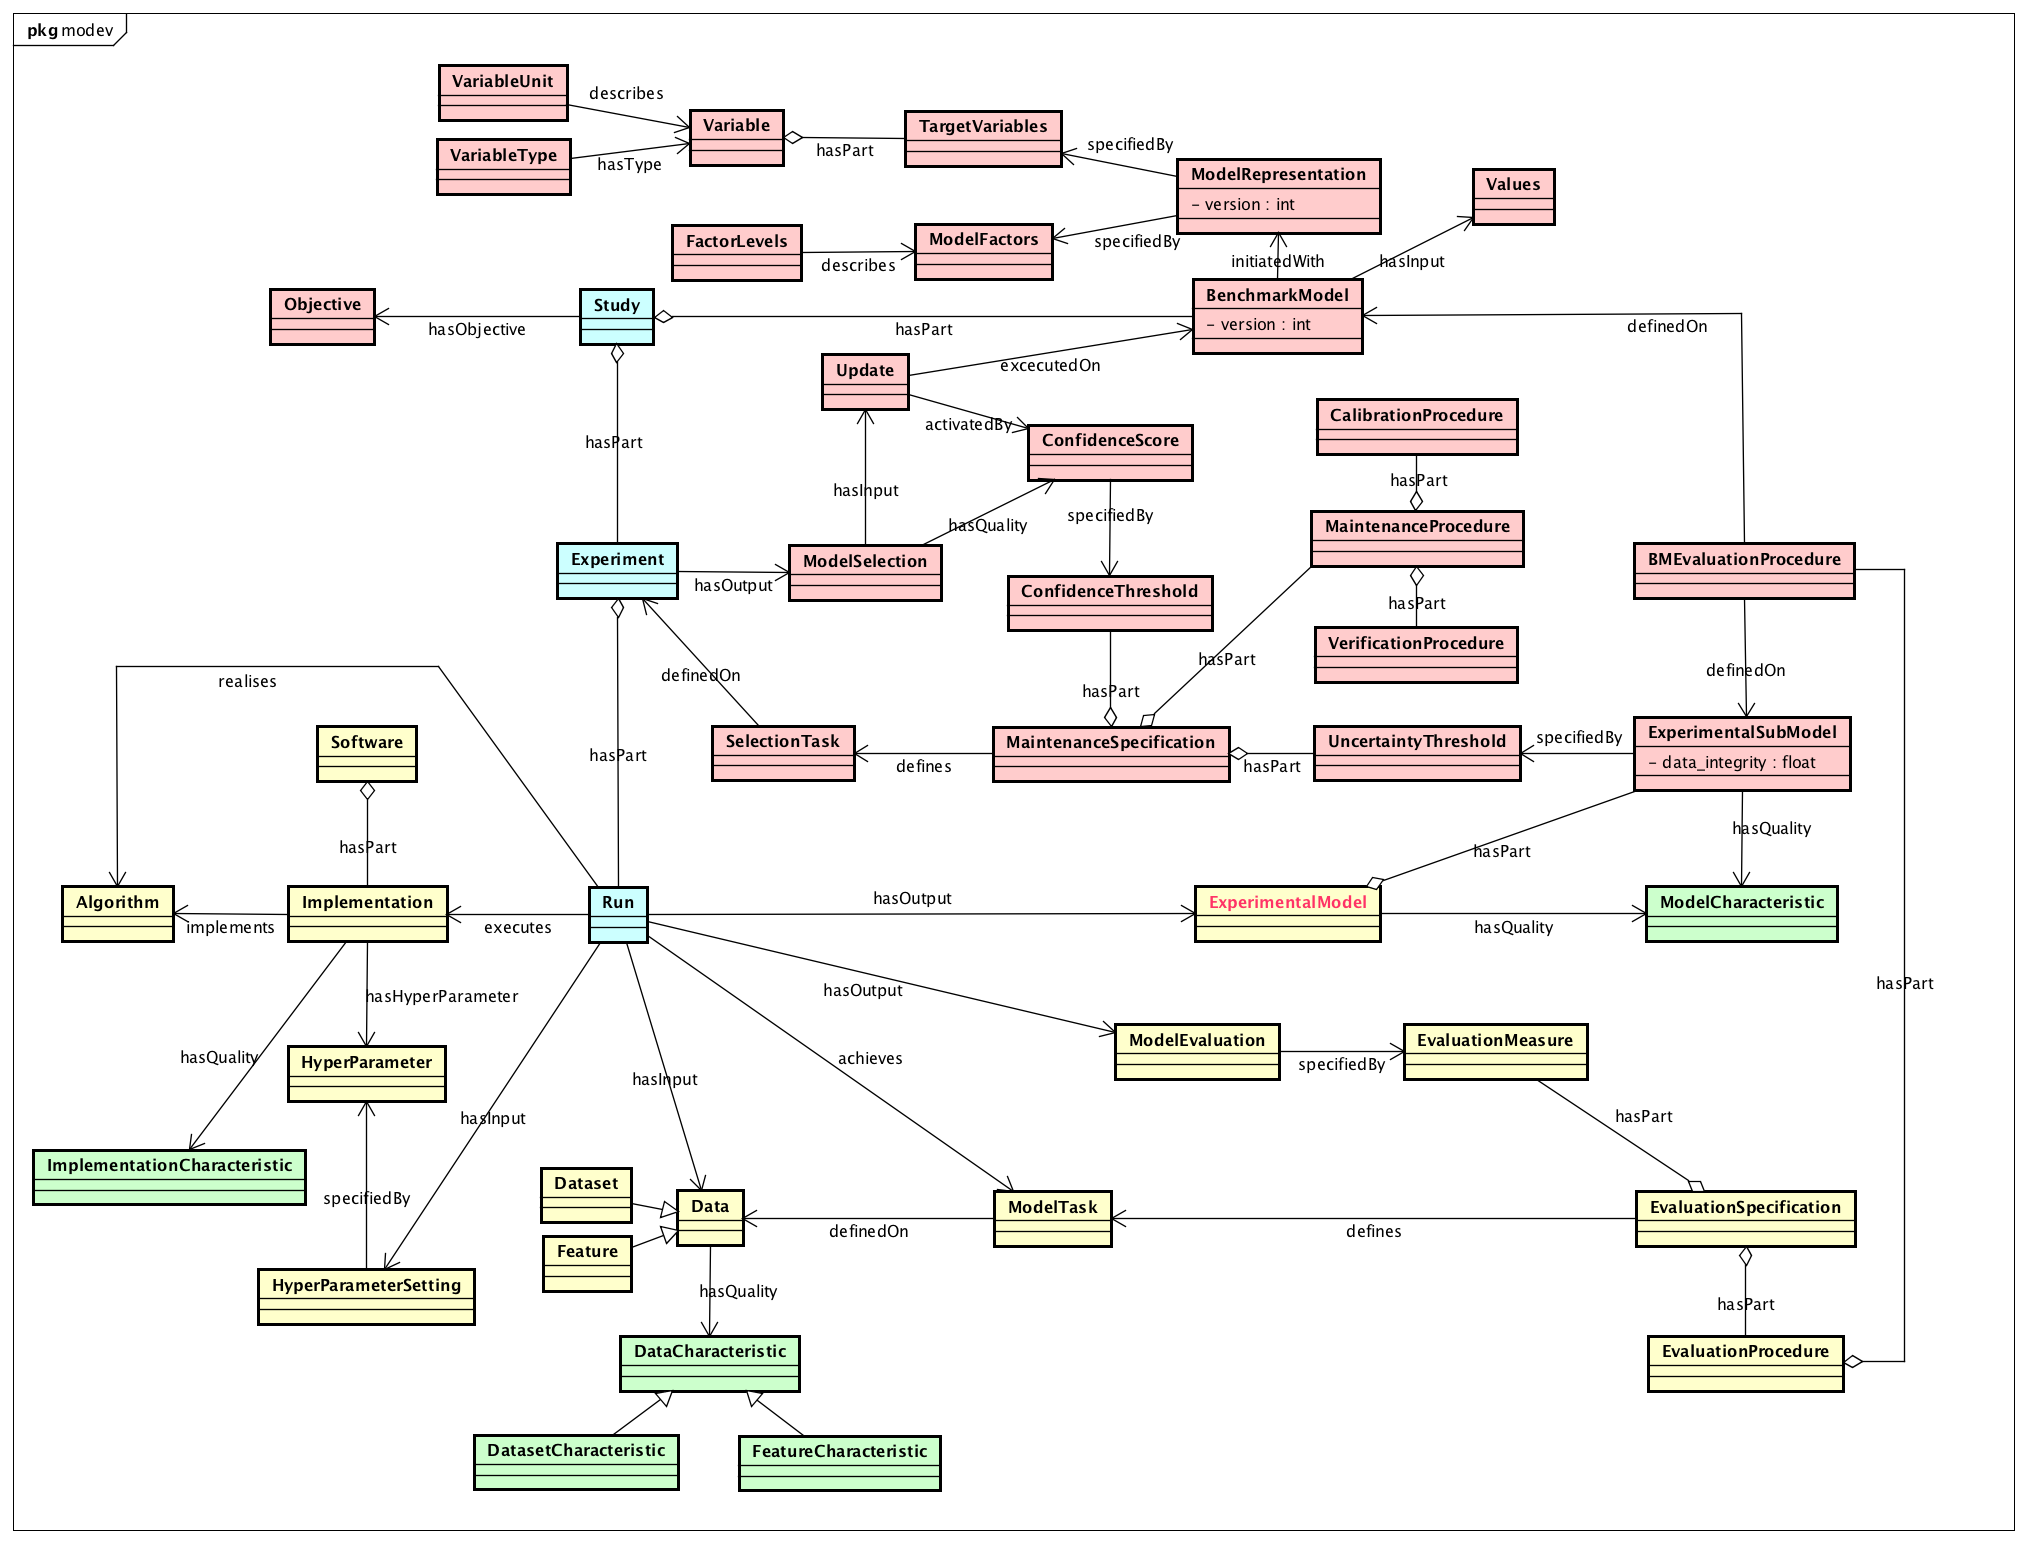 pkg modev
VariableUnit
describes
Variable
TargetVariables
VariableType
hasType
hasPart
specifiedBy
ModelRepresentation
- version : int
Values
FactorLevels
describes
ModelFactors
specifiedBy
initiatedWith
hasInput
Objective
hasObjective
Study
hasPart
BenchmarkModel
- version : int
definedOn
Update
excecutedOn
activatedBy
ConfidenceScore
CalibrationProcedure
hasPart
hasInput
hasQuality
specifiedBy
hasPart
MaintenanceProcedure
Experiment
hasOutput
ModelSelection
BMEvaluationProcedure
ConfidenceThreshold
hasPart
VerificationProcedure
realises
definedOn
hasPart
hasPart
definedOn
Software
hasPart
SelectionTask
defines
MaintenanceSpecification
hasPart
UncertaintyThreshold
specifiedBy
ExperimentalSubModel
- data_integrity : float
hasPart
hasPart
hasQuality
Algorithm
implements
Implementation
executes
Run
hasOutput
ExperimentalModel
hasQuality
ModelCharacteristic
hasHyperParameter
hasOutput
hasPart
hasQuality
HyperParameter
hasInput
hasInput
achieves
ModelEvaluation
specifiedBy
EvaluationMeasure
hasPart
ImplementationCharacteristic
specifiedBy
Dataset
Data
definedOn
ModelTask
defines
EvaluationSpecification
Feature
HyperParameterSetting
hasQuality
hasPart
DataCharacteristic
EvaluationProcedure
DatasetCharacteristic
FeatureCharacteristic